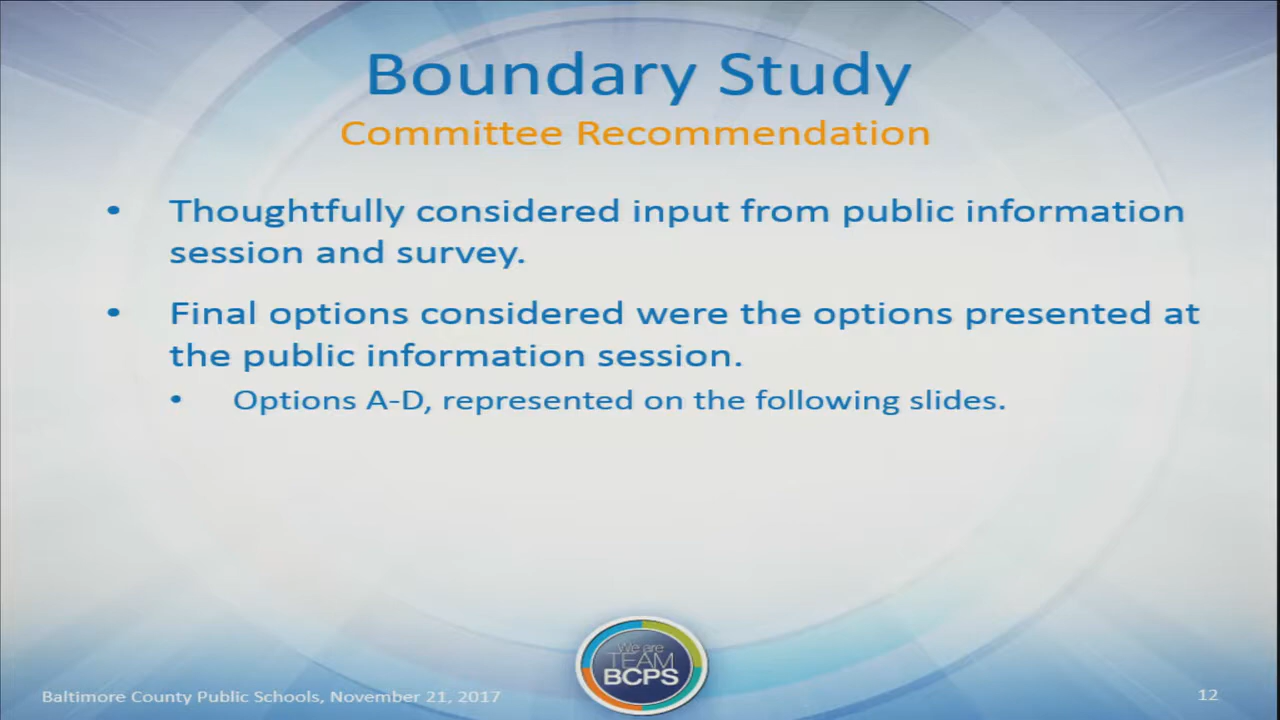 Boundary Study
Committee Recommendation
• Thoughtfully considered input from public information
session and survey.
• Final options considered were the options presented at
the public information session.
• Options A-D, represented on the following slides.
We are
TEAM
BCPS
Baltimore County Public Schools, November 21, 2017
12